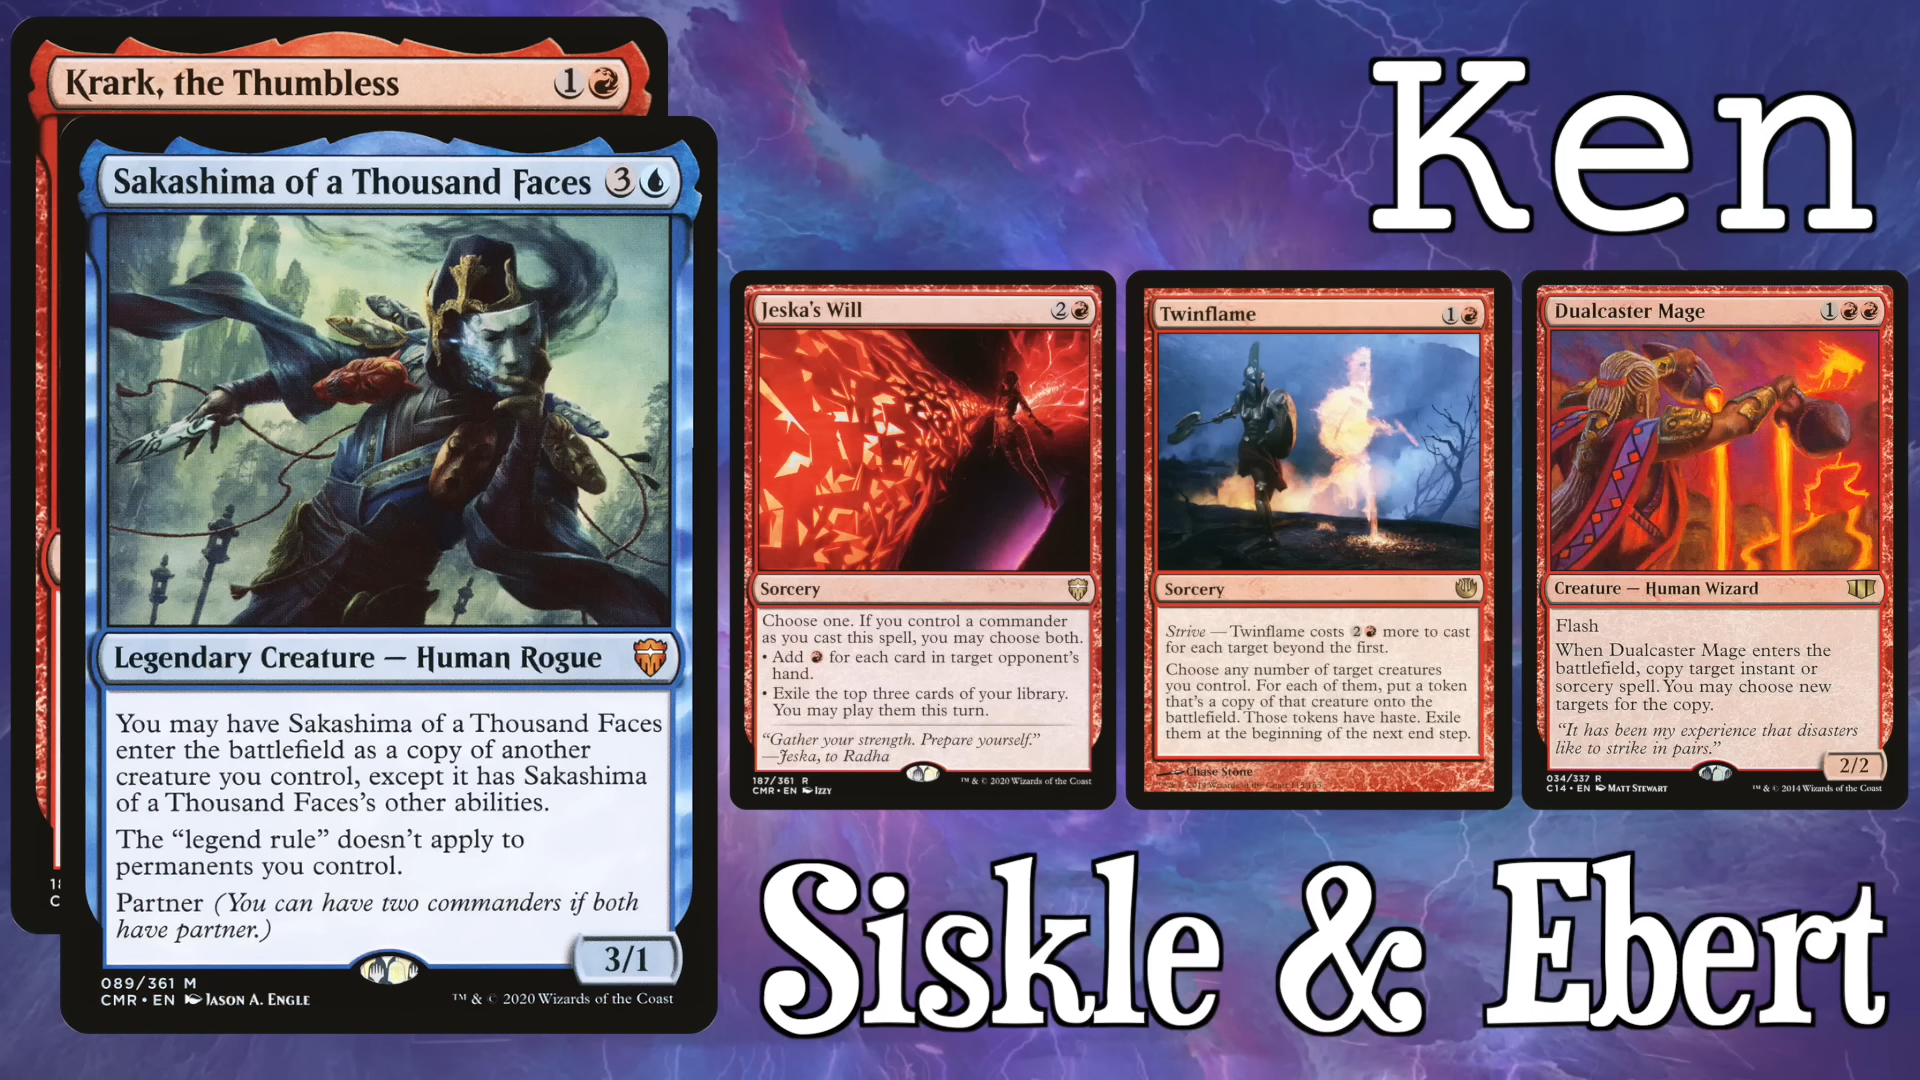 Krark, the Thumbless 1
Sakashima of a Thousand Faces 3
Legendary Creature — Human Rogue
You may have Sakashima of a Thousand Faces
enter the battlefield as a copy of another
creature you control, except it has Sakashima
of a Thousand Faces's other abilities.
The “legend rule” doesn't apply to
permanents you control.
Partner (You can have two commanders if both
have partner.)
3/1
089/361 M
CMR • EN Jason A. Engle
™ & © 2020 Wizards of the Coast
18
C
Ken
Jeska's Will 2
Sorcery
Choose one. If you control a commander
as you cast this spell, you may choose both.
• Add for each card in target opponent's
hand.
• Exile the top three cards of your library.
You may play them this turn.
“Gather your strength. Prepare yourself.”
—Jeska, to Radha
187/361 R
CMR • EN Izzy
™ & © 2020 Wizards of the Coast
Twinflame 1
Sorcery
Strive — Twinflame costs 2 more to cast
for each target beyond the first.
Choose any number of target creatures
you control. For each of them, put a token
that's a copy of that creature onto the
battlefield. Those tokens have haste. Exile
them at the beginning of the next end step.
Chase Stone
Dualcaster Mage 1
Creature — Human Wizard
Flash
When Dualcaster Mage enters the
battlefield, copy target instant or
sorcery spell. You may choose new
targets for the copy.
“It has been my experience that disasters
like to strike in pairs.”
2/2
034/337 R
C14 • EN Matt Stewart
™ & © 2014 Wizards of the Coast
Siskle & Ebert